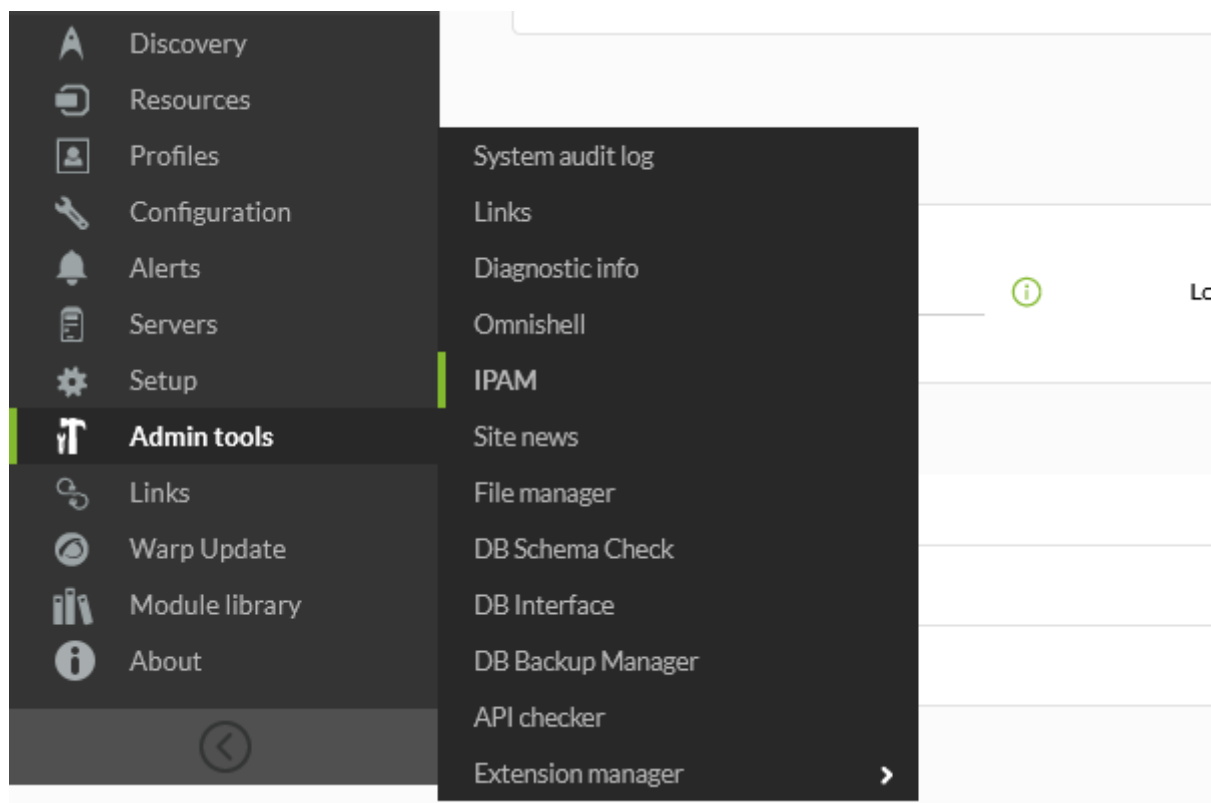 Discovery
Resources
Profiles
Configuration
Alerts
Servers
Setup
Admin tools
Links
Warp Update
Module library
About
System audit log
Links
Diagnostic info
Omnishell
IPAM
Site news
File manager
DB Schema Check
DB Interface
DB Backup Manager
API checker
Extension manager
Lo